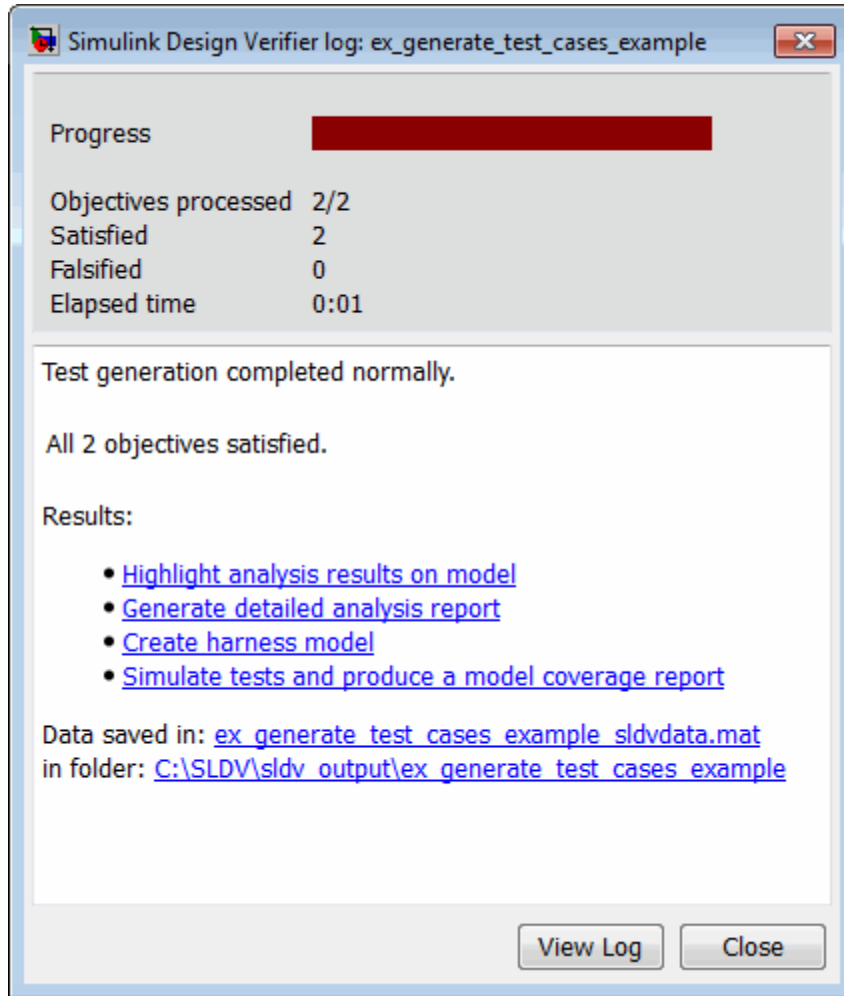 Simulink Design Verifier log: ex_generate_test_cases_example
Progress
Objectives processed 2/2
Satisfied 2
Falsified 0
Elapsed time 0:01
Test generation completed normally.
All 2 objectives satisfied.
Results:
• Highlight analysis results on model
• Generate detailed analysis report
• Create harness model
• Simulate tests and produce a model coverage report
Data saved in: ex_generate_test_cases_example_sldvdata.mat
in folder: C:\SLDV\sldv_output\ex_generate_test_cases_example
View Log Close